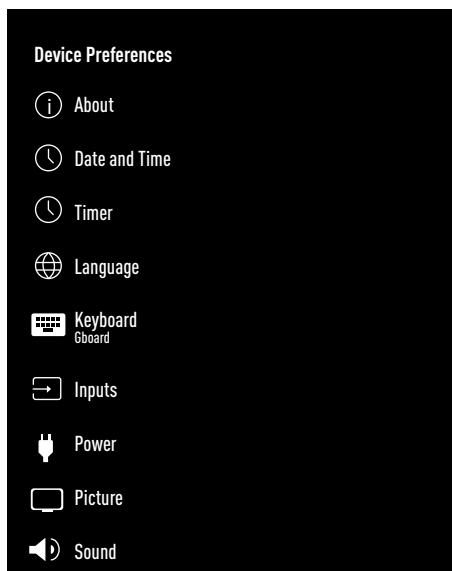 Device Preferences
About
Date and Time
Timer
Language
Keyboard
Gboard
Inputs
Power
Picture
Sound